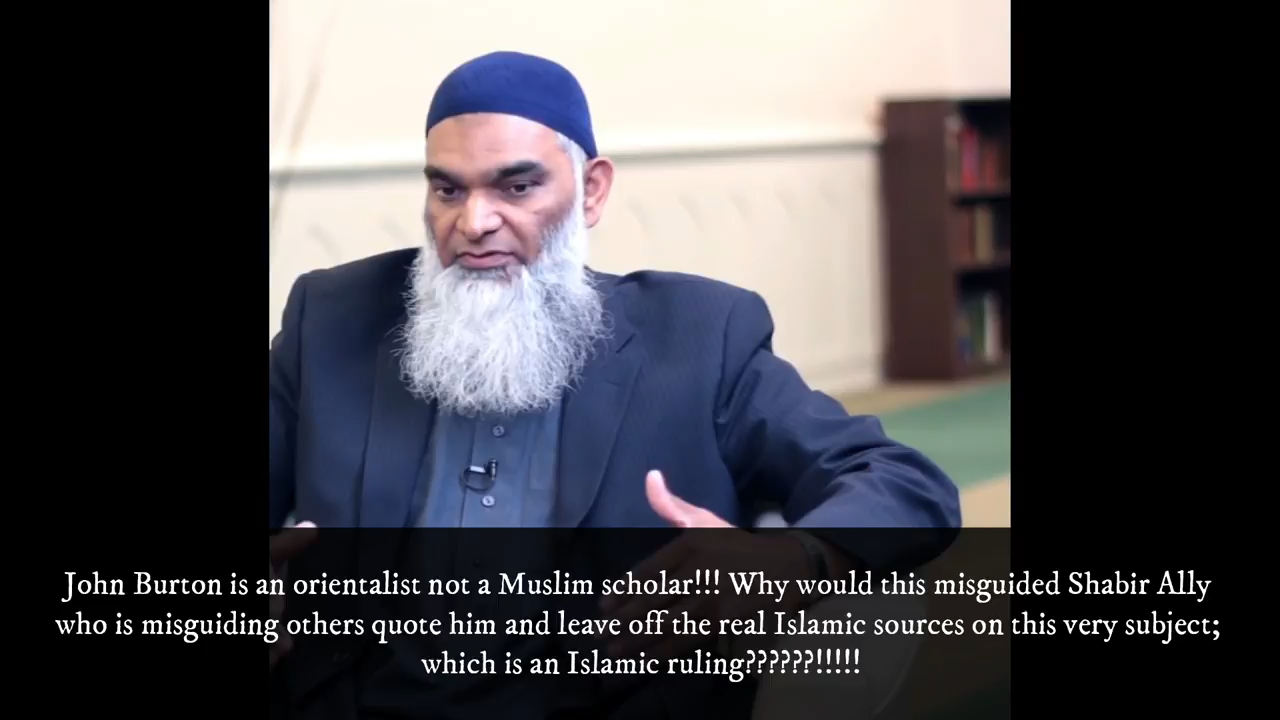 John Burton is an orientalist not a Muslim scholar!!! Why would this misguided Shabir Ally
who is misguiding others quote him and leave off the real Islamic sources on this very subject;
which is an Islamic ruling??????!!!!!